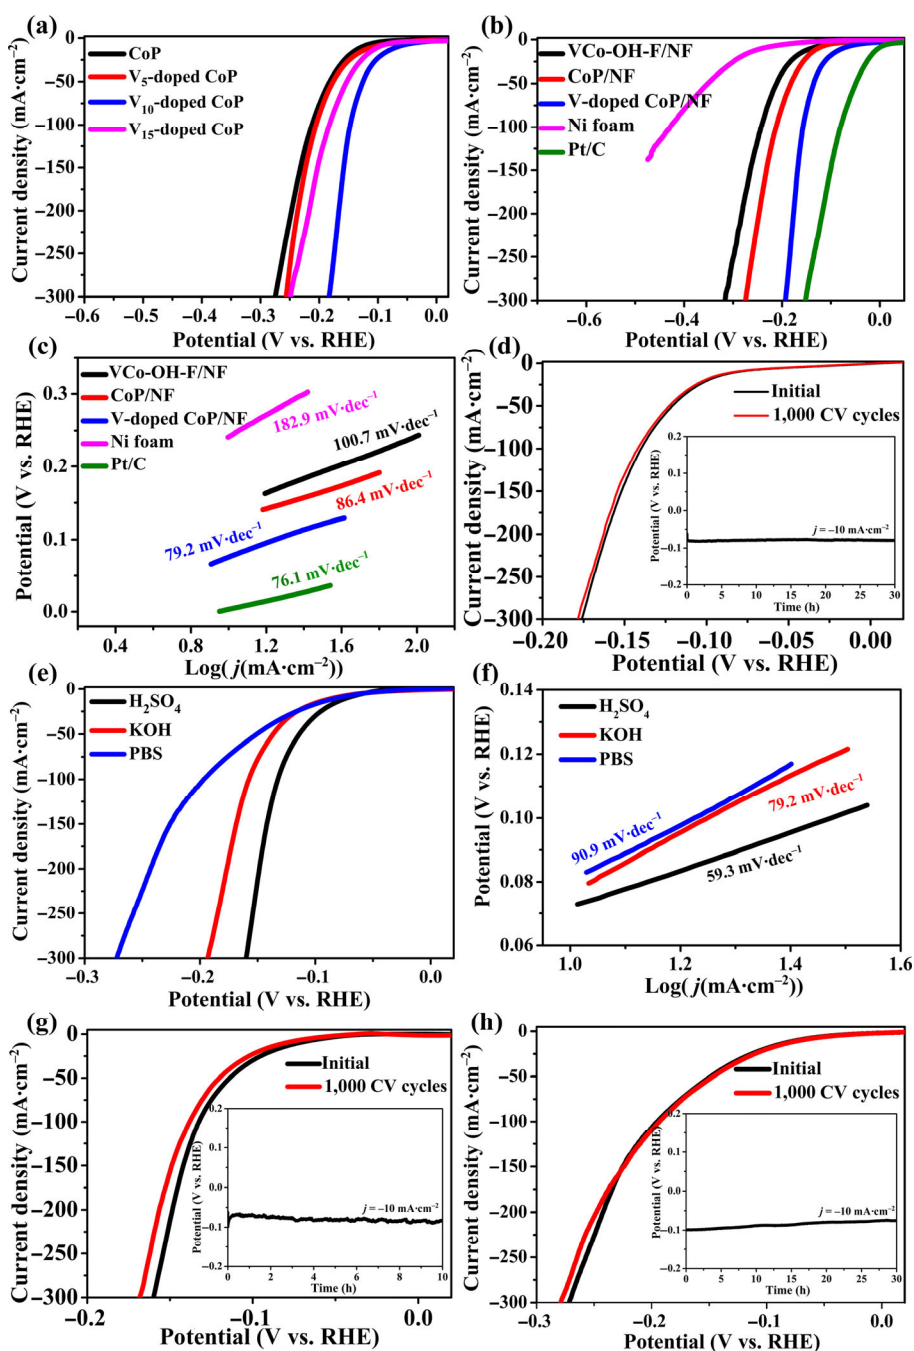 (a)
CoP
V₅-doped CoP
V₁₀-doped CoP
V₁₅-doped CoP
Current density (mA·cm⁻²)
0
−50
−100
−150
−200
−250
−300
−0.6 −0.5 −0.4 −0.3 −0.2 −0.1 0.0
Potential (V vs. RHE)
(b)
VCo-OH-F/NF
CoP/NF
V-doped CoP/NF
Ni foam
Pt/C
Current density (mA·cm⁻²)
0
−50
−100
−150
−200
−250
−300
−0.6 −0.4 −0.2 0.0
Potential (V vs. RHE)
(c)
VCo-OH-F/NF
CoP/NF
V-doped CoP/NF
Ni foam
Pt/C
182.9 mV·dec⁻¹
100.7 mV·dec⁻¹
86.4 mV·dec⁻¹
79.2 mV·dec⁻¹
76.1 mV·dec⁻¹
Potential (V vs. RHE)
0.3
0.2
0.1
0.0
0.4 0.8 1.2 1.6 2.0
Log(j(mA·cm⁻²))
(d)
Initial
1,000 CV cycles
Current density (mA·cm⁻²)
0
−50
−100
−150
−200
−250
−300
−0.20 −0.15 −0.10 −0.05 0.00
Potential (V vs. RHE)
Potential (V vs. RHE)
0.2
0.1
0.0
−0.1
−0.2
j = −10 mA·cm⁻²
0 5 10 15 20 25 30
Time (h)
(e)
H₂SO₄
KOH
PBS
Current density (mA·cm⁻²)
0
−50
−100
−150
−200
−250
−300
−0.3 −0.2 −0.1 0.0
Potential (V vs. RHE)
(f)
H₂SO₄
KOH
PBS
90.9 mV·dec⁻¹
79.2 mV·dec⁻¹
59.3 mV·dec⁻¹
Potential (V vs. RHE)
0.14
0.12
0.10
0.08
0.06
1.0 1.2 1.4 1.6
Log(j(mA·cm⁻²))
(g)
Initial
1,000 CV cycles
Current density (mA·cm⁻²)
0
−50
−100
−150
−200
−250
−300
−0.2 −0.1 0.0
Potential (V vs. RHE)
Potential (V vs. RHE)
0.2
0.1
0.0
−0.1
−0.2
j = −10 mA·cm⁻²
0 2 4 6 8 10
Time (h)
(h)
Initial
1,000 CV cycles
Current density (mA·cm⁻²)
0
−50
−100
−150
−200
−250
−300
−0.3 −0.2 −0.1 0.0
Potential (V vs. RHE)
Potential (V vs. RHE)
0.2
0.1
0.0
−0.1
−0.2
j = −10 mA·cm⁻²
0 5 10 15 20 25 30
Time (h)